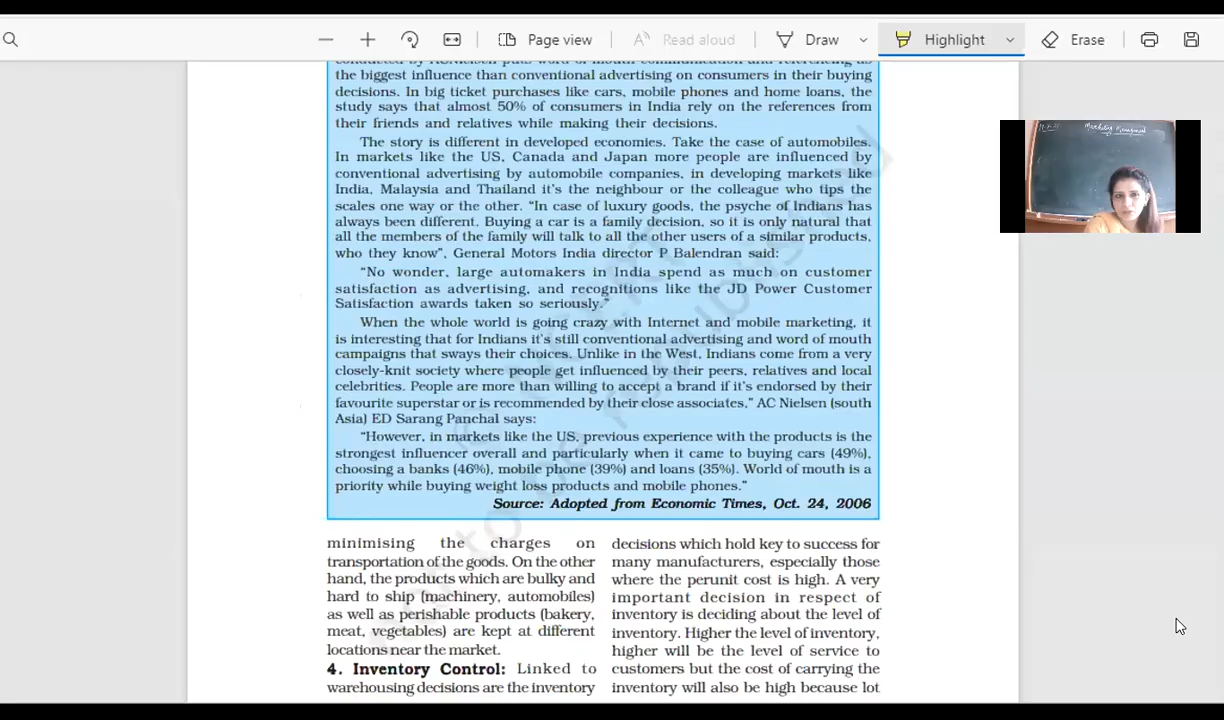 Page view
Read aloud
Draw
Highlight
Erase
the biggest influence than conventional advertising on consumers in their buying
decisions. In big ticket purchases like cars, mobile phones and home loans, the
study says that almost 50% of consumers in India rely on the references from
their friends and relatives while making their decisions.
The story is different in developed economies. Take the case of automobiles.
In markets like the US, Canada and Japan more people are influenced by
conventional advertising by automobile companies, in developing markets like
India, Malaysia and Thailand it's the neighbour or the colleague who tips the
scales one way or the other. "In case of luxury goods, the psyche of Indians has
always been different. Buying a car is a family decision, so it is only natural that
all the members of the family will talk to all the other users of a similar products,
who they know", General Motors India director P Balendran said:
"No wonder, large automakers in India spend as much on customer
satisfaction as advertising, and recognitions like the JD Power Customer
Satisfaction awards taken so seriously."
When the whole world is going crazy with Internet and mobile marketing, it
is interesting that for Indians it's still conventional advertising and word of mouth
campaigns that sways their choices. Unlike in the West, Indians come from a very
closely-knit society where people get influenced by their peers, relatives and local
celebrities. People are more than willing to accept a brand if it's endorsed by their
favourite superstar or is recommended by their close associates," AC Nielsen (south
Asia) ED Sarang Panchal says:
"However, in markets like the US, previous experience with the products is the
strongest influencer overall and particularly when it came to buying cars (49%),
choosing a banks (46%), mobile phone (39%) and loans (35%). World of mouth is a
priority while buying weight loss products and mobile phones."
Source: Adopted from Economic Times, Oct. 24, 2006
minimising the charges on
transportation of the goods. On the other
hand, the products which are bulky and
hard to ship (machinery, automobiles)
as well as perishable products (bakery,
meat, vegetables) are kept at different
locations near the market.
4. Inventory Control: Linked to
warehousing decisions are the inventory
decisions which hold key to success for
many manufacturers, especially those
where the perunit cost is high. A very
important decision in respect of
inventory is deciding about the level of
inventory. Higher the level of inventory,
higher will be the level of service to
customers but the cost of carrying the
inventory will also be high because lot